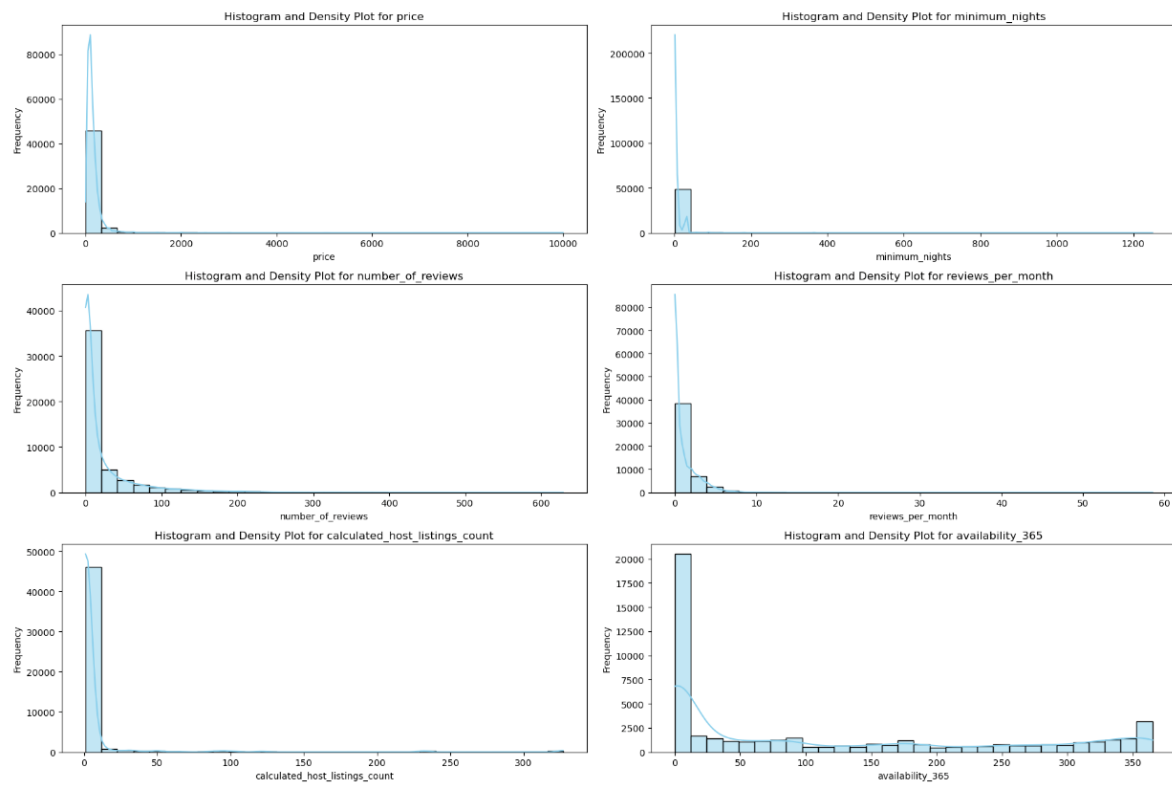 Histogram and Density Plot for price
Frequency
80000
60000
40000
20000
0
0 2000 4000 6000 8000 10000
price
Histogram and Density Plot for minimum_nights
Frequency
200000
150000
100000
50000
0
0 200 400 600 800 1000 1200
minimum_nights
Histogram and Density Plot for number_of_reviews
Frequency
40000
30000
20000
10000
0
0 100 200 300 400 500 600
number_of_reviews
Histogram and Density Plot for reviews_per_month
Frequency
80000
70000
60000
50000
40000
30000
20000
10000
0
0 10 20 30 40 50 60
reviews_per_month
Histogram and Density Plot for calculated_host_listings_count
Frequency
50000
40000
30000
20000
10000
0
0 50 100 150 200 250 300
calculated_host_listings_count
Histogram and Density Plot for availability_365
Frequency
20000
17500
15000
12500
10000
7500
5000
2500
0
0 50 100 150 200 250 300 350
availability_365